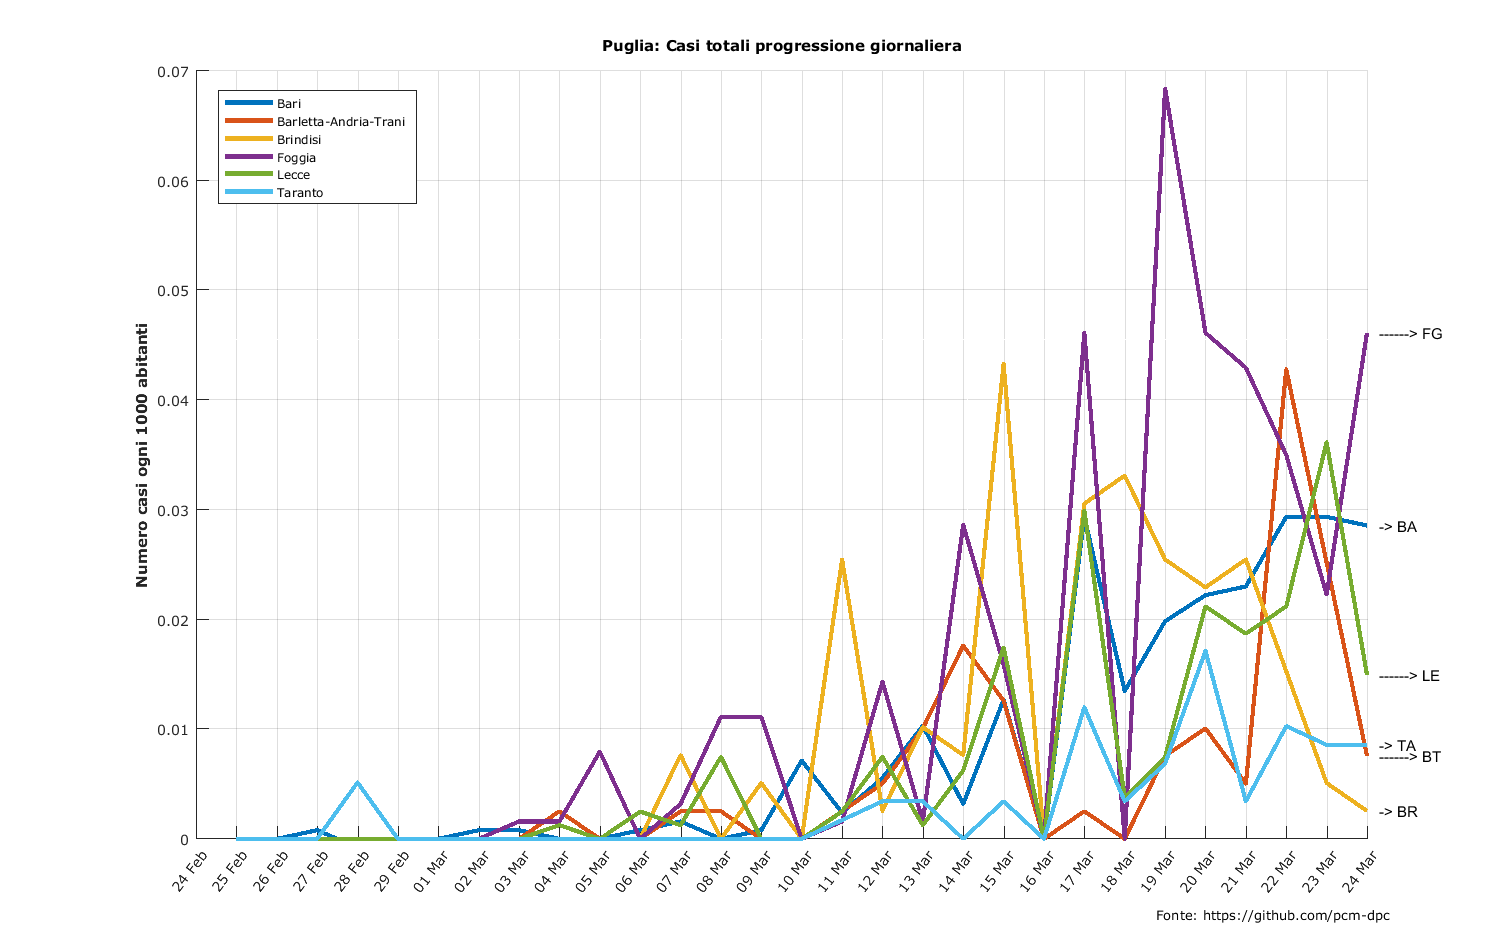 Puglia: Casi totali progressione giornaliera
0.07
0.06
0.05
0.04
0.03
0.02
0.01
0
Numero casi ogni 1000 abitanti
Bari
Barletta-Andria-Trani
Brindisi
Foggia
Lecce
Taranto
------> FG
-> BA
------> LE
-> TA
------> BT
-> BR
24 Feb
25 Feb
26 Feb
27 Feb
28 Feb
29 Feb
01 Mar
02 Mar
03 Mar
04 Mar
05 Mar
06 Mar
07 Mar
08 Mar
09 Mar
10 Mar
11 Mar
12 Mar
13 Mar
14 Mar
15 Mar
16 Mar
17 Mar
18 Mar
19 Mar
20 Mar
21 Mar
22 Mar
23 Mar
24 Mar
Fonte: https://github.com/pcm-dpc